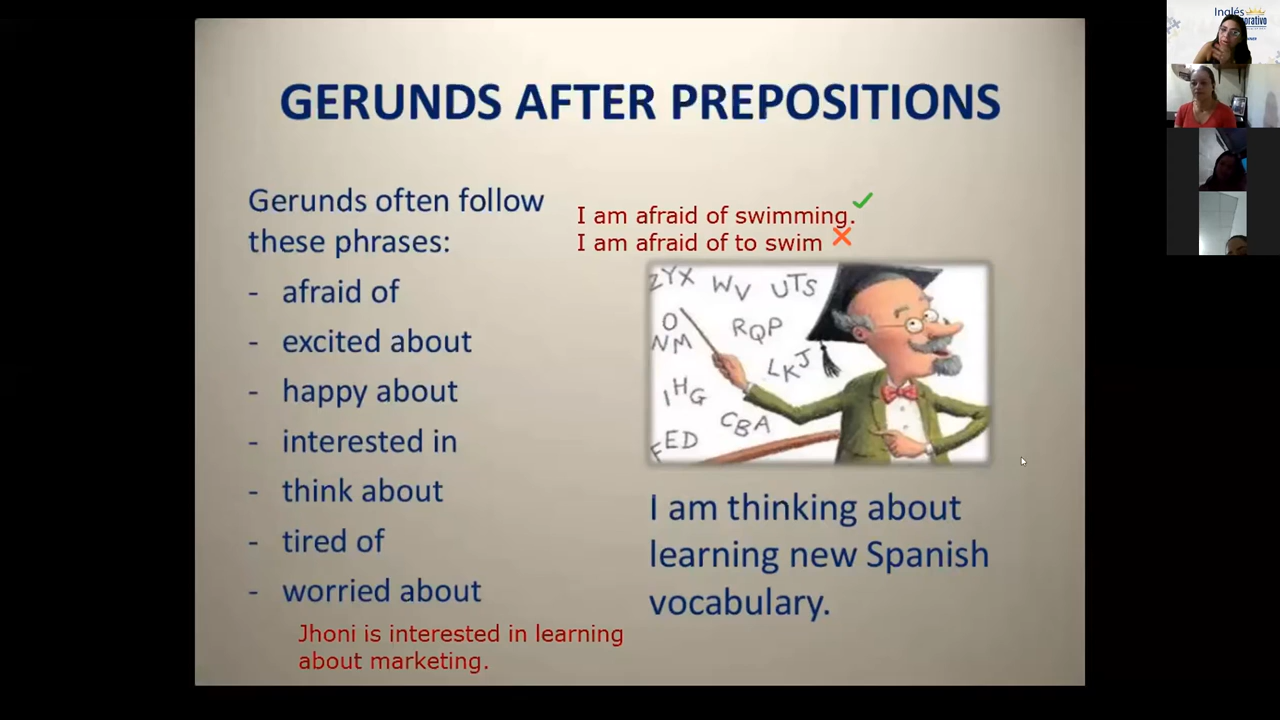 GERUNDS AFTER PREPOSITIONS
Gerunds often follow
these phrases:
- afraid of
- excited about
- happy about
- interested in
- think about
- tired of
- worried about
Jhoni is interested in learning
about marketing.
I am afraid of swimming.
I am afraid of to swim
ZYX WV UTS
O RQP
NM LKJ
IHG
CBA
FED
I am thinking about
learning new Spanish
vocabulary.
Inglés